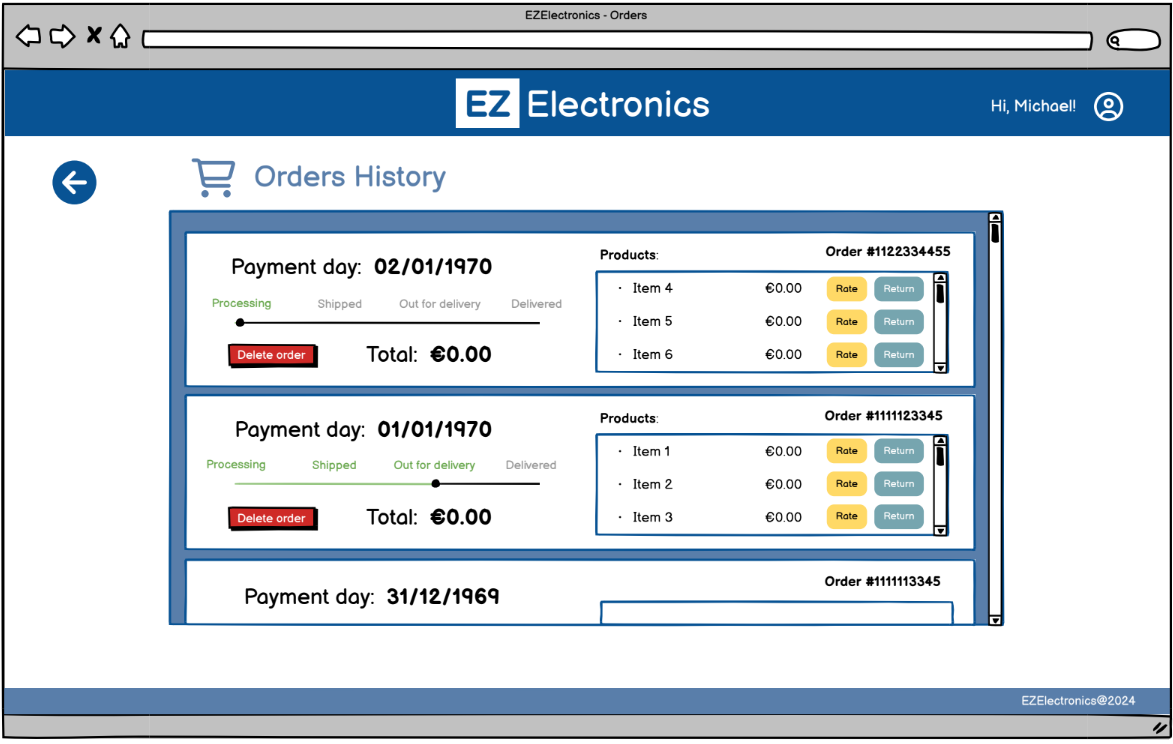 EZElectronics - Orders
EZ Electronics
Hi, Michael!
Orders History
Payment day: 02/01/1970
Processing Shipped Out for delivery Delivered
Delete order Total: €0.00
Products: Order #1122334455
· Item 4 €0.00 Rate Return
· Item 5 €0.00 Rate Return
· Item 6 €0.00 Rate Return
Payment day: 01/01/1970
Processing Shipped Out for delivery Delivered
Delete order Total: €0.00
Products: Order #1111123345
· Item 1 €0.00 Rate Return
· Item 2 €0.00 Rate Return
· Item 3 €0.00 Rate Return
Payment day: 31/12/1969
Order #1111113345
EZElectronics@2024